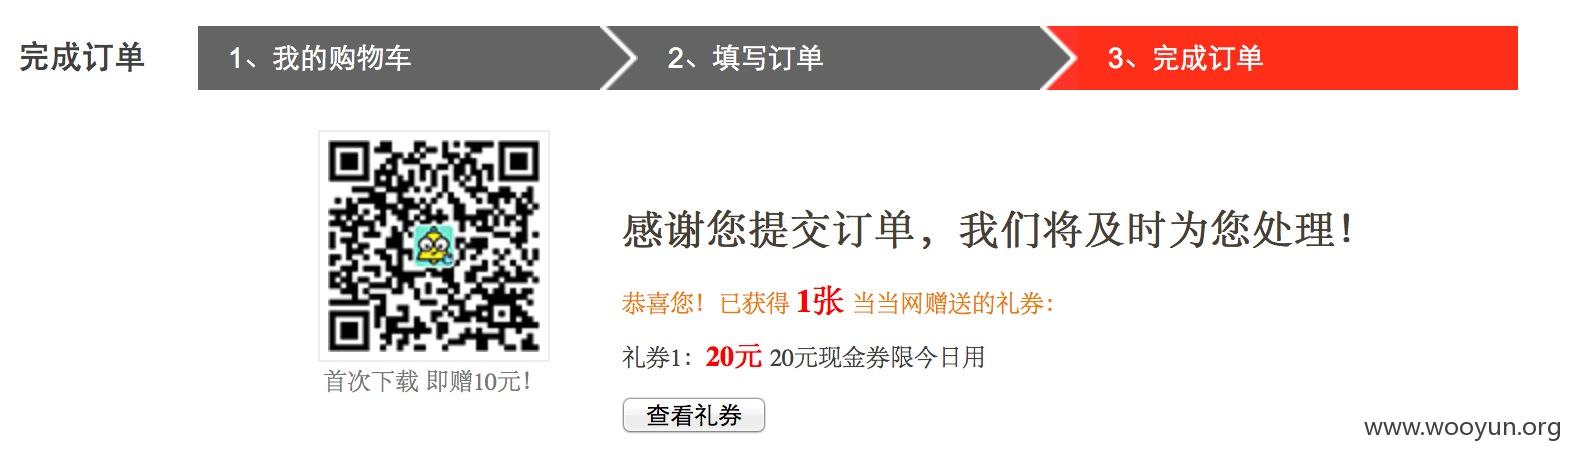 完成订单
1、我的购物车
2、填写订单
3、完成订单
感谢您提交订单，我们将及时为您处理！
恭喜您！已获得 1张 当当网赠送的礼券：
礼券1：20元 20元现金券限今日用
首次下载 即赠10元！
查看礼券
www.wooyun.org